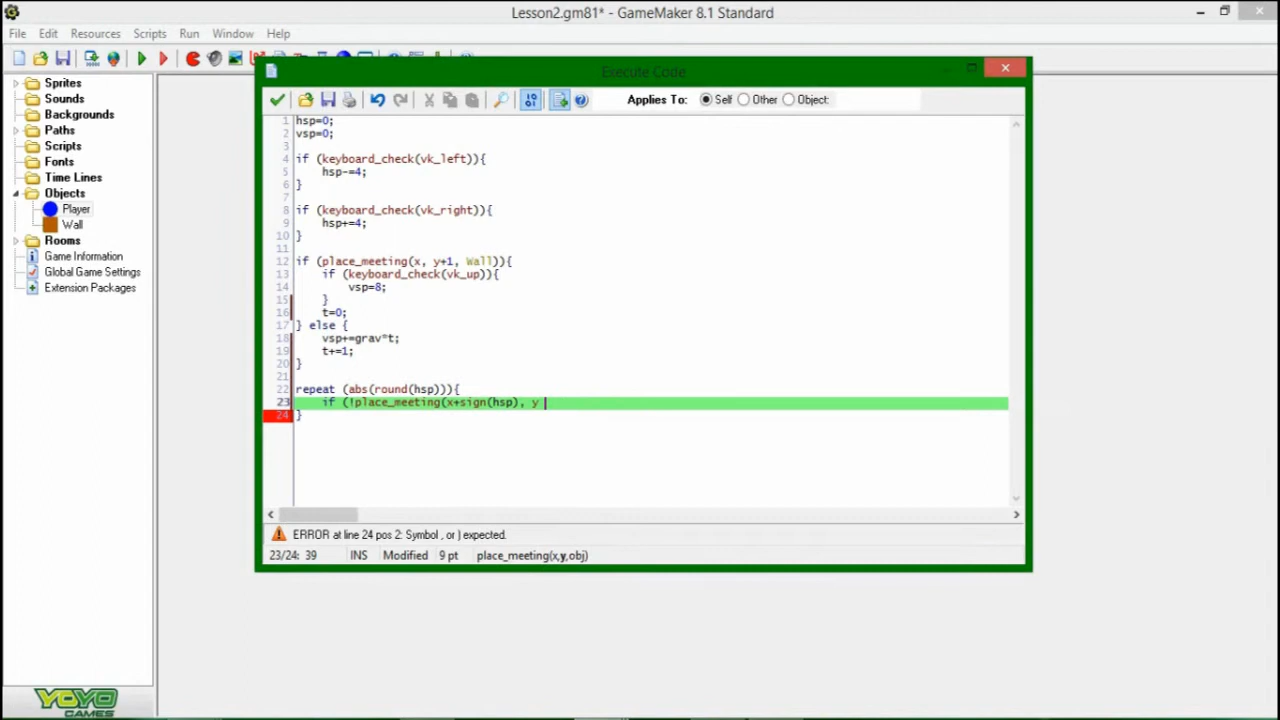 Lesson2.gm81* - GameMaker 8.1 Standard
File Edit Resources Scripts Run Window Help
Sprites
Sounds
Backgrounds
Paths
Scripts
Fonts
Time Lines
Objects
Player
Wall
Rooms
Game Information
Global Game Settings
Extension Packages
YOYO
GAMES
Execute Code
Applies To: Self Other Object:
1 hsp=0;
2 vsp=0;
3
4 if (keyboard_check(vk_left)){
5 hsp-=4;
6 }
7
8 if (keyboard_check(vk_right)){
9 hsp+=4;
10 }
11
12 if (place_meeting(x, y+1, Wall)){
13 if (keyboard_check(vk_up)){
14 vsp=8;
15 }
16 t=0;
17 } else {
18 vsp+=grav*t;
19 t+=1;
20 }
21
22 repeat (abs(round(hsp))){
23 if (!place_meeting(x+sign(hsp), y
24 }
ERROR at line 24 pos 2: Symbol , or ) expected.
23/24: 39 INS Modified 9 pt place_meeting(x,y,obj)